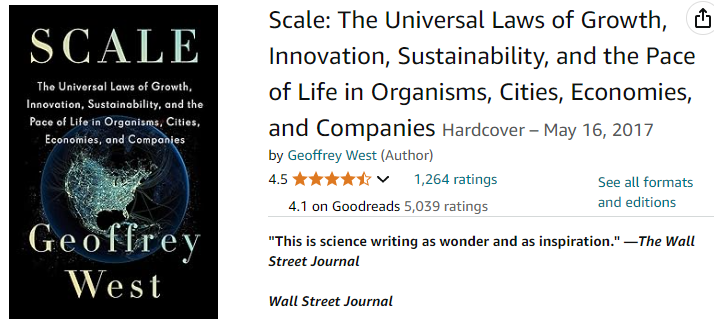 SCALE
The Universal Laws of Growth,
Innovation, Sustainability, and the
Pace of Life in Organisms, Cities,
Economies, and Companies
Geoffrey
West
Scale: The Universal Laws of Growth,
Innovation, Sustainability, and the Pace
of Life in Organisms, Cities, Economies,
and Companies Hardcover – May 16, 2017
by Geoffrey West (Author)
4.5 1,264 ratings
4.1 on Goodreads 5,039 ratings
See all formats
and editions
"This is science writing as wonder and as inspiration." —The Wall
Street Journal
Wall Street Journal